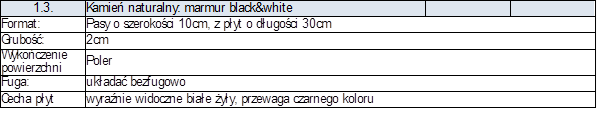 1.3. Kamień naturalny: marmur black&white
Format: Pasy o szerokości 10cm, z płyt o długości 30cm
Grubość: 2cm
Wykończenie
powierzchni Poler
Fuga: układać bezfugowo
Cecha płyt wyraźnie widoczne białe żyły, przewaga czarnego koloru